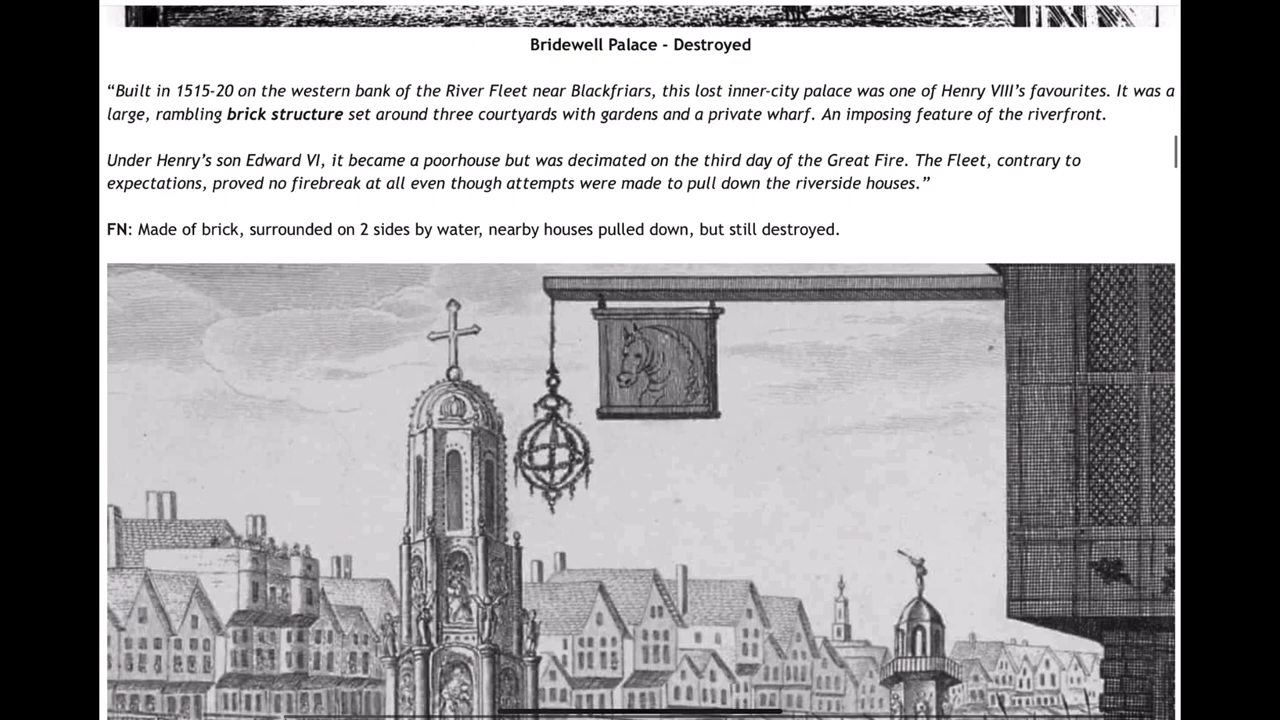 Bridewell Palace - Destroyed
“Built in 1515-20 on the western bank of the River Fleet near Blackfriars, this lost inner-city palace was one of Henry VIII’s favourites. It was a
large, rambling brick structure set around three courtyards with gardens and a private wharf. An imposing feature of the riverfront.
Under Henry’s son Edward VI, it became a poorhouse but was decimated on the third day of the Great Fire. The Fleet, contrary to
expectations, proved no firebreak at all even though attempts were made to pull down the riverside houses.”
FN: Made of brick, surrounded on 2 sides by water, nearby houses pulled down, but still destroyed.